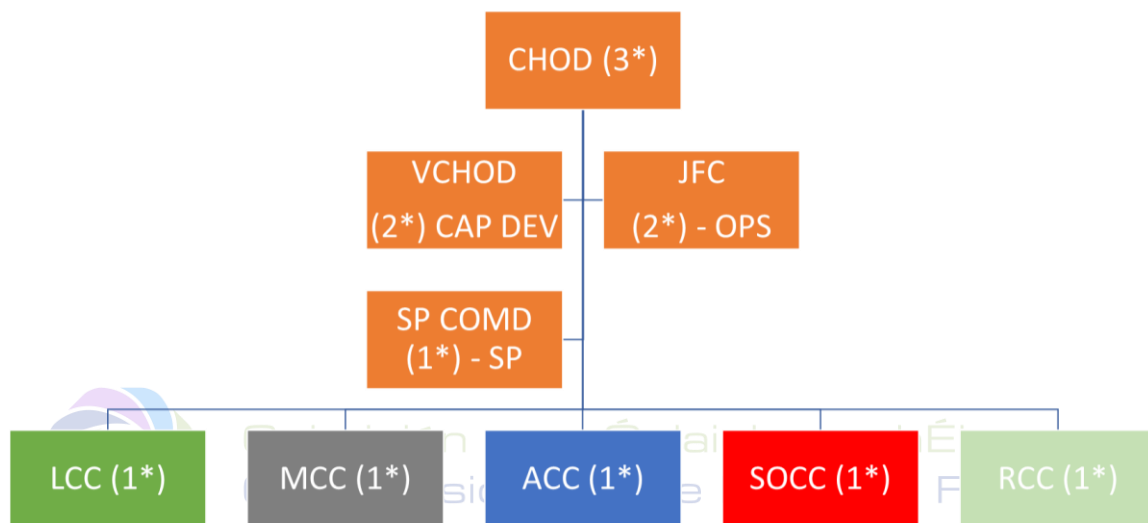 CHOD (3*)
VCHOD
(2*) CAP DEV
JFC
(2*) - OPS
SP COMD
(1*) - SP
LCC (1*)
MCC (1*)
ACC (1*)
SOCC (1*)
RCC (1*)